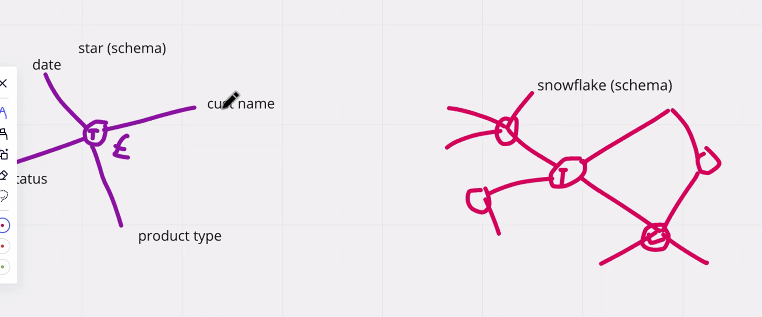 star (schema)
date
cust name
T
£
tatus
product type
snowflake (schema)
T